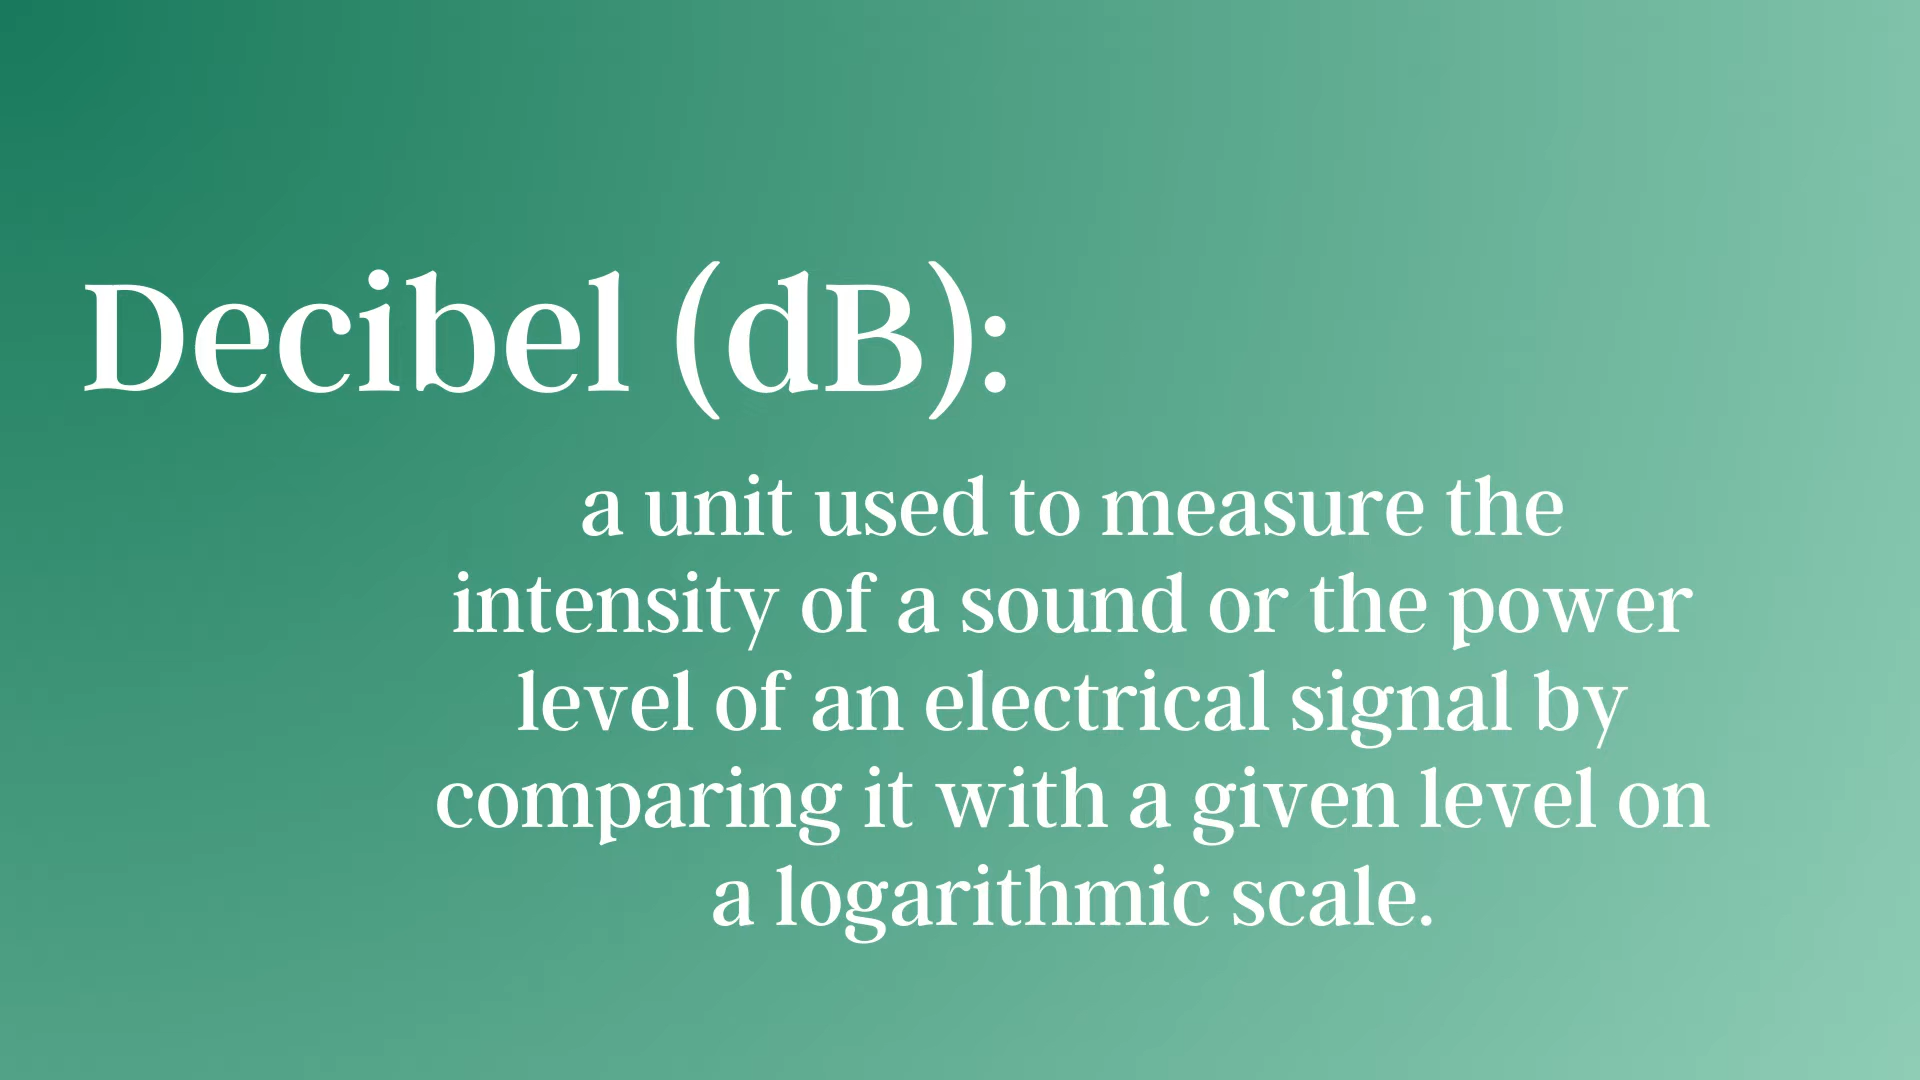 Decibel (dB):
a unit used to measure the
intensity of a sound or the power
level of an electrical signal by
comparing it with a given level on
a logarithmic scale.